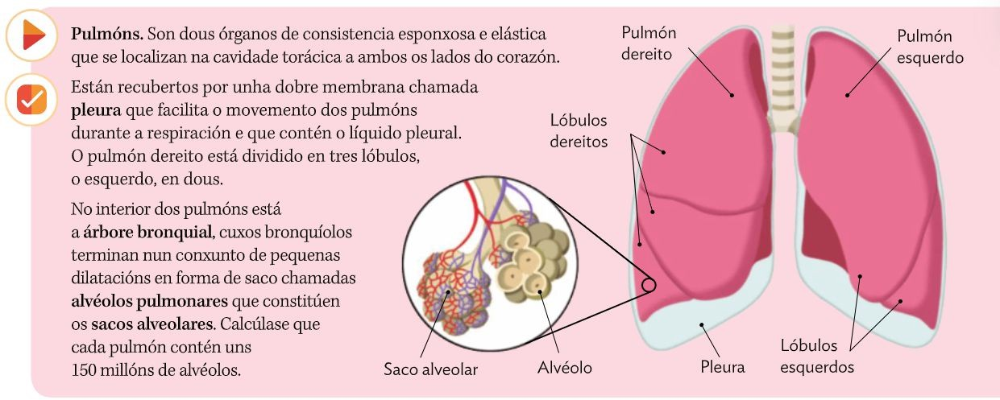 Pulmóns. Son dous órganos de consistencia esponxosa e elástica
que se localizan na cavidade torácica a ambos os lados do corazón.
Están recubertos por unha dobre membrana chamada
pleura que facilita o movemento dos pulmóns
durante a respiración e que contén o líquido pleural.
O pulmón dereito está dividido en tres lóbulos,
o esquerdo, en dous.
No interior dos pulmóns está
a árbore bronquial, cuxos bronquíolos
terminan nun conxunto de pequenas
dilatacións en forma de saco chamadas
alvéolos pulmonares que constitúen
os sacos alveolares. Calcúlase que
cada pulmón contén uns
150 millóns de alvéolos.
Pulmón
dereito
Pulmón
esquerdo
Lóbulos
dereitos
Saco alveolar
Alvéolo
Pleura
Lóbulos
esquerdos